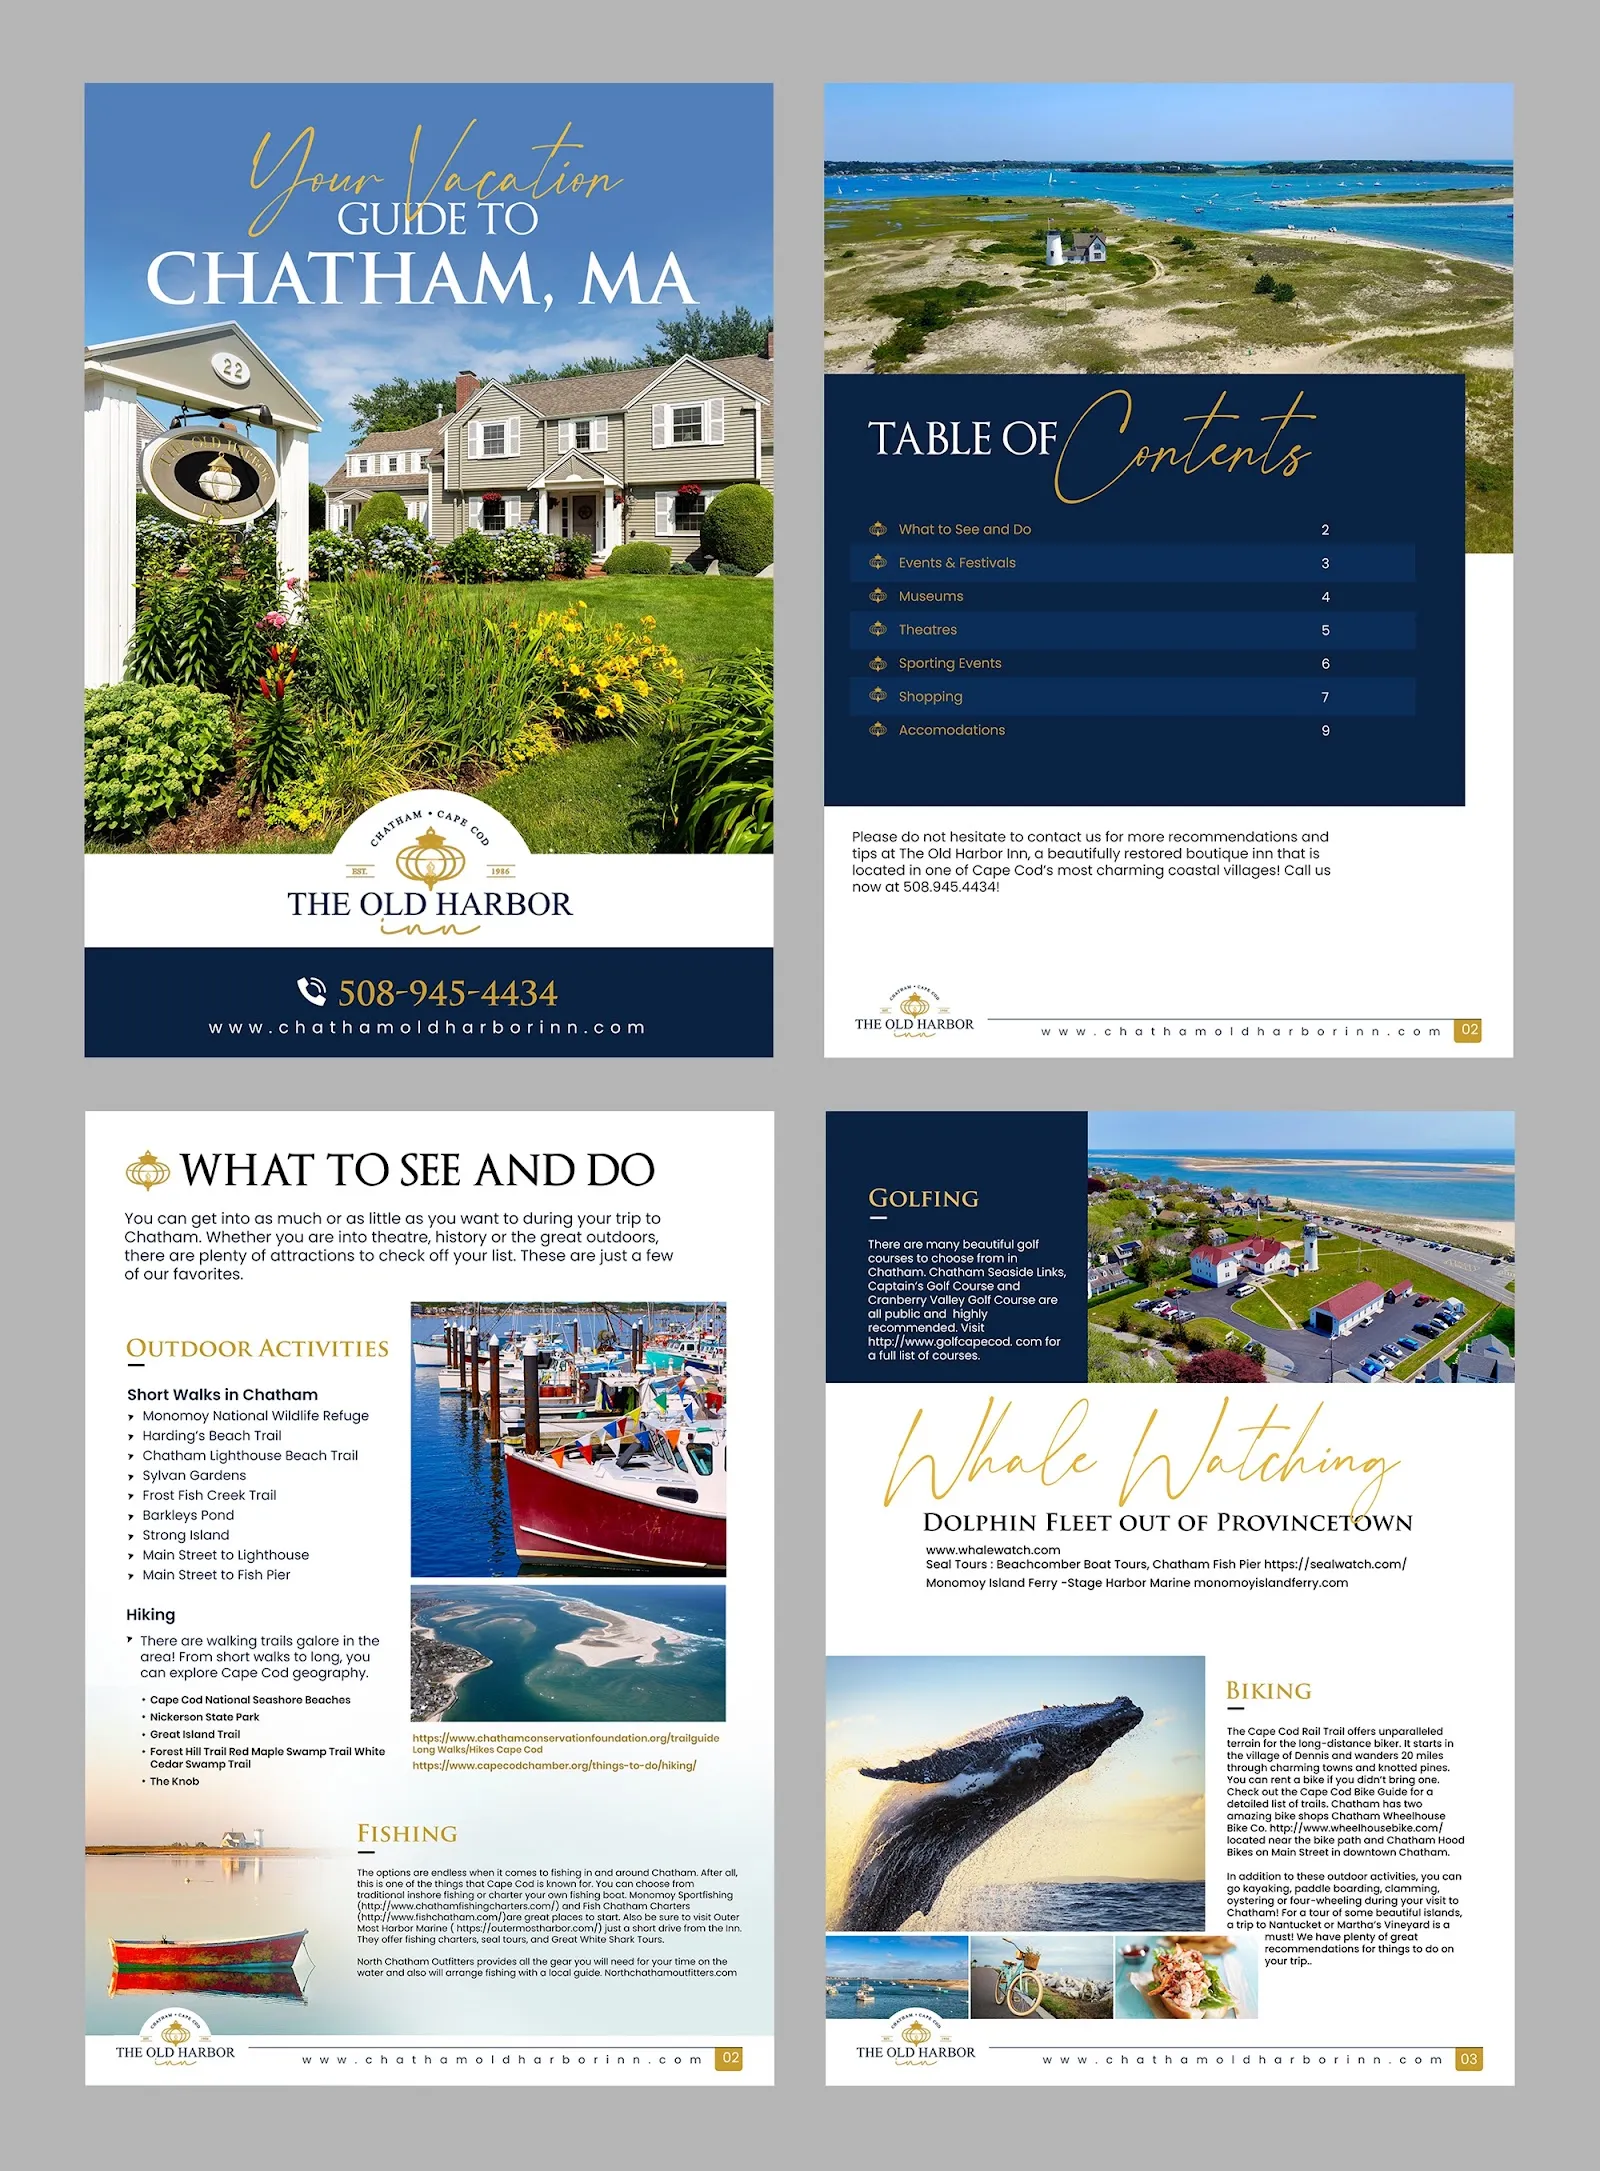 Your Vacation
GUIDE TO
CHATHAM, MA
22
THE OLD HARBOR
INN
CHATHAM • CAPE COD
EST. 1986
THE OLD HARBOR
inn
508-945-4434
www.chathamoldharborinn.com
TABLE OF Contents
What to See and Do 2
Events & Festivals 3
Museums 4
Theatres 5
Sporting Events 6
Shopping 7
Accomodations 9
Please do not hesitate to contact us for more recommendations and
tips at The Old Harbor Inn, a beautifully restored boutique inn that is
located in one of Cape Cod's most charming coastal villages! Call us
now at 508.945.4434!
CHATHAM • CAPE COD
THE OLD HARBOR
inn
www.chathamoldharborinn.com 02
WHAT TO SEE AND DO
You can get into as much or as little as you want to during your trip to
Chatham. Whether you are into theatre, history or the great outdoors,
there are plenty of attractions to check off your list. These are just a few
of our favorites.
OUTDOOR ACTIVITIES
Short Walks in Chatham
Monomoy National Wildlife Refuge
Harding's Beach Trail
Chatham Lighthouse Beach Trail
Sylvan Gardens
Frost Fish Creek Trail
Barkleys Pond
Strong Island
Main Street to Lighthouse
Main Street to Fish Pier
Hiking
There are walking trails galore in the
area! From short walks to long, you
can explore Cape Cod geography.
• Cape Cod National Seashore Beaches
• Nickerson State Park
• Great Island Trail
• Forest Hill Trail Red Maple Swamp Trail White
Cedar Swamp Trail
• The Knob
https://www.chathamconservationfoundation.org/trailguide
Long Walks/Hikes Cape Cod
https://www.capecodchamber.org/things-to-do/hiking/
FISHING
The options are endless when it comes to fishing in and around Chatham. After all,
this is one of the things that Cape Cod is known for. You can choose from
traditional inshore fishing or charter your own fishing boat. Monomoy Sportfishing
(http://www.chathamfishingcharters.com/) and Fish Chatham Charters
(http://www.fishchatham.com/)are great places to start. Also be sure to visit Outer
Most Harbor Marine ( https://outermostharbor.com/) just a short drive from the Inn.
They offer fishing charters, seal tours, and Great White Shark Tours.
North Chatham Outfitters provides all the gear you will need for your time on the
water and also will arrange fishing with a local guide. Northchathamoutfitters.com
CHATHAM • CAPE COD
THE OLD HARBOR
inn
www.chathamoldharborinn.com 02
GOLFING
There are many beautiful golf
courses to choose from in
Chatham. Chatham Seaside Links,
Captain's Golf Course and
Cranberry Valley Golf Course are
all public and highly
recommended. Visit
http://www.golfcapecod. com for
a full list of courses.
Whale Watching
DOLPHIN FLEET OUT OF PROVINCETOWN
www.whalewatch.com
Seal Tours : Beachcomber Boat Tours, Chatham Fish Pier https://sealwatch.com/
Monomoy Island Ferry -Stage Harbor Marine monomoyislandferry.com
BIKING
The Cape Cod Rail Trail offers unparalleled
terrain for the long-distance biker. It starts in
the village of Dennis and wanders 20 miles
through charming towns and knotted pines.
You can rent a bike if you didn't bring one.
Check out the Cape Cod Bike Guide for a
detailed list of trails. Chatham has two
amazing bike shops Chatham Wheelhouse
Bike Co. http://www.wheelhousebike.com/
located near the bike path and Chatham Hood
Bikes on Main Street in downtown Chatham.
In addition to these outdoor activities, you can
go kayaking, paddle boarding, clamming,
oystering or four-wheeling during your visit to
Chatham! For a tour of some beautiful islands,
a trip to Nantucket or Martha's Vineyard is a
must! We have plenty of great
recommendations for things to do on
your trip..
CHATHAM • CAPE COD
THE OLD HARBOR
inn
www.chathamoldharborinn.com 03